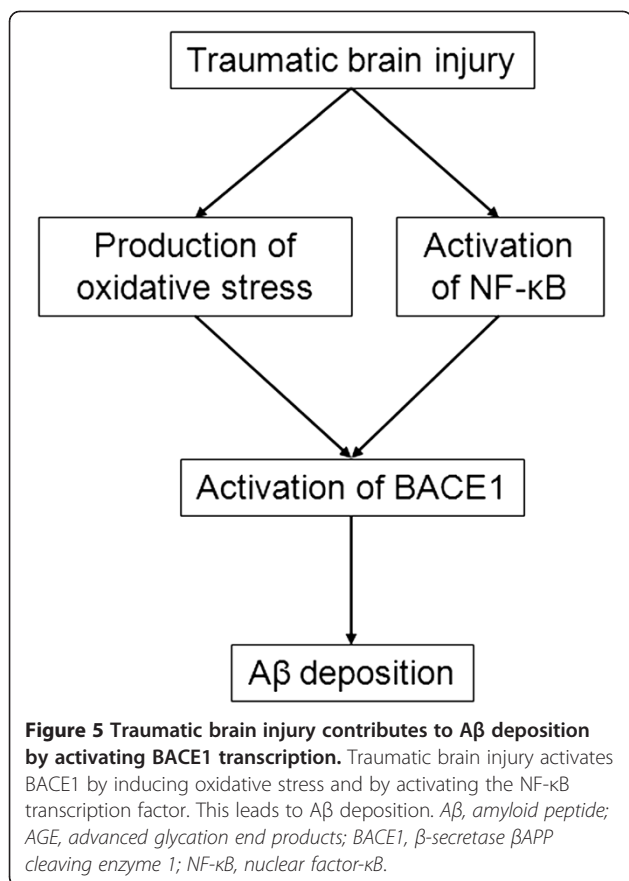 Traumatic brain injury
Production of
oxidative stress
Activation
of NF-κB
Activation of BACE1
Aβ deposition
Figure 5 Traumatic brain injury contributes to Aβ deposition
by activating BACE1 transcription. Traumatic brain injury activates
BACE1 by inducing oxidative stress and by activating the NF-κB
transcription factor. This leads to Aβ deposition. Aβ, amyloid peptide;
AGE, advanced glycation end products; BACE1, β-secretase βAPP
cleaving enzyme 1; NF-κB, nuclear factor-κB.